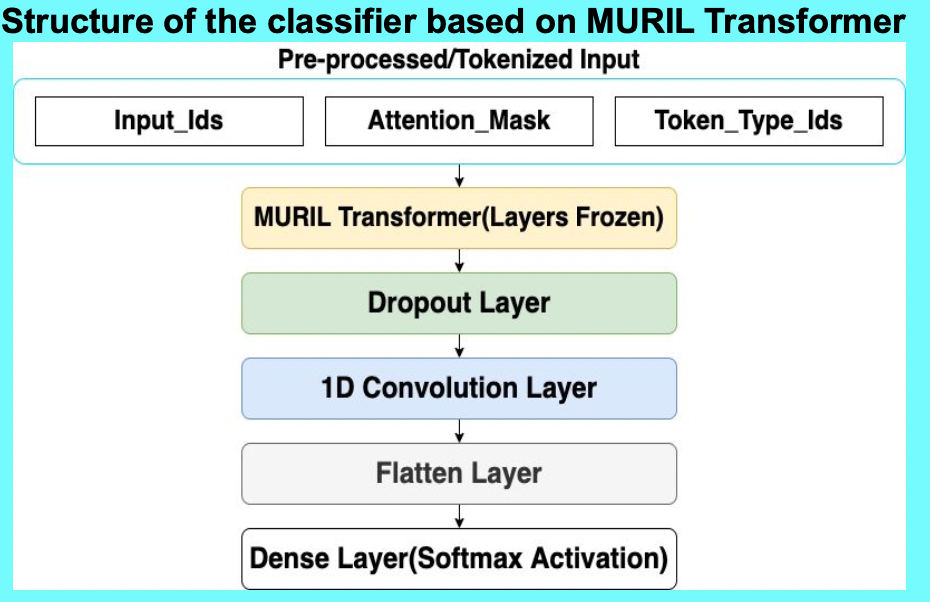 Structure of the classifier based on MURIL Transformer
Pre-processed/Tokenized Input
Input_Ids
Attention_Mask
Token_Type_Ids
MURIL Transformer(Layers Frozen)
Dropout Layer
1D Convolution Layer
Flatten Layer
Dense Layer(Softmax Activation)